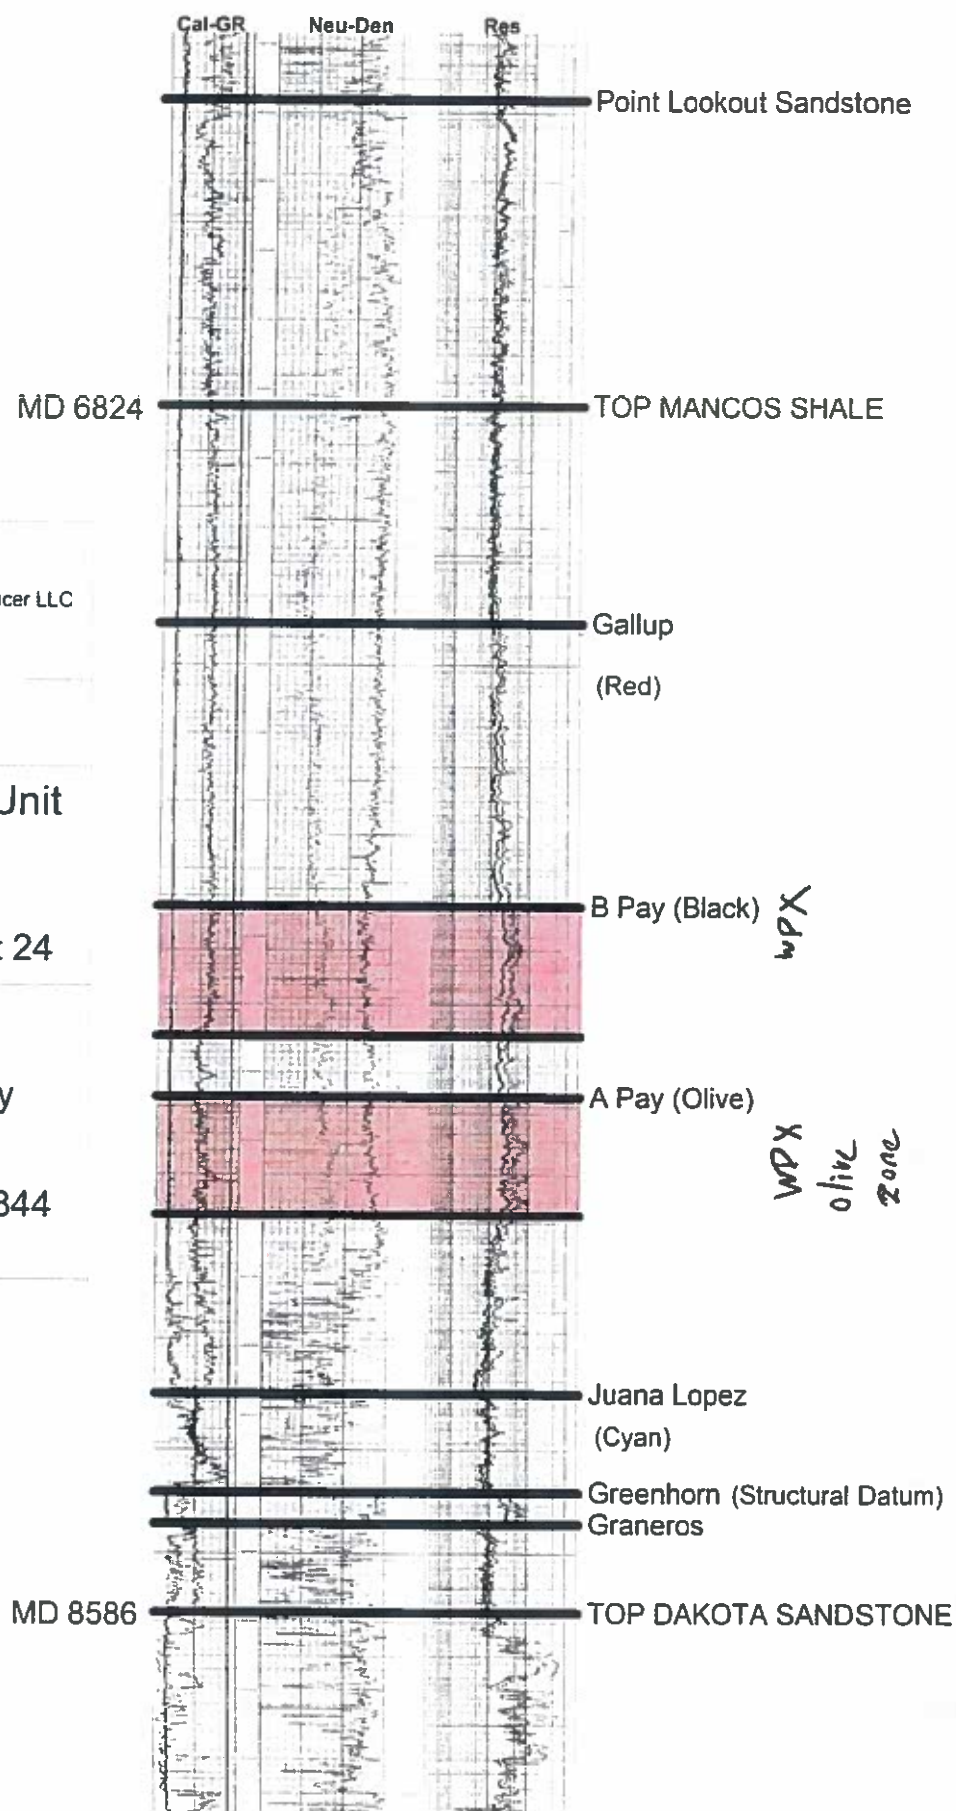 Cal-GR Neu-Den Res
Point Lookout Sandstone
MD 6824 TOP MANCOS SHALE
LLC
Gallup
(Red)
Unit
B Pay (Black) WPX
24
A Pay (Olive)
WPX
olive
zone
844
Juana Lopez
(Cyan)
Greenhorn (Structural Datum)
Graneros
MD 8586 TOP DAKOTA SANDSTONE